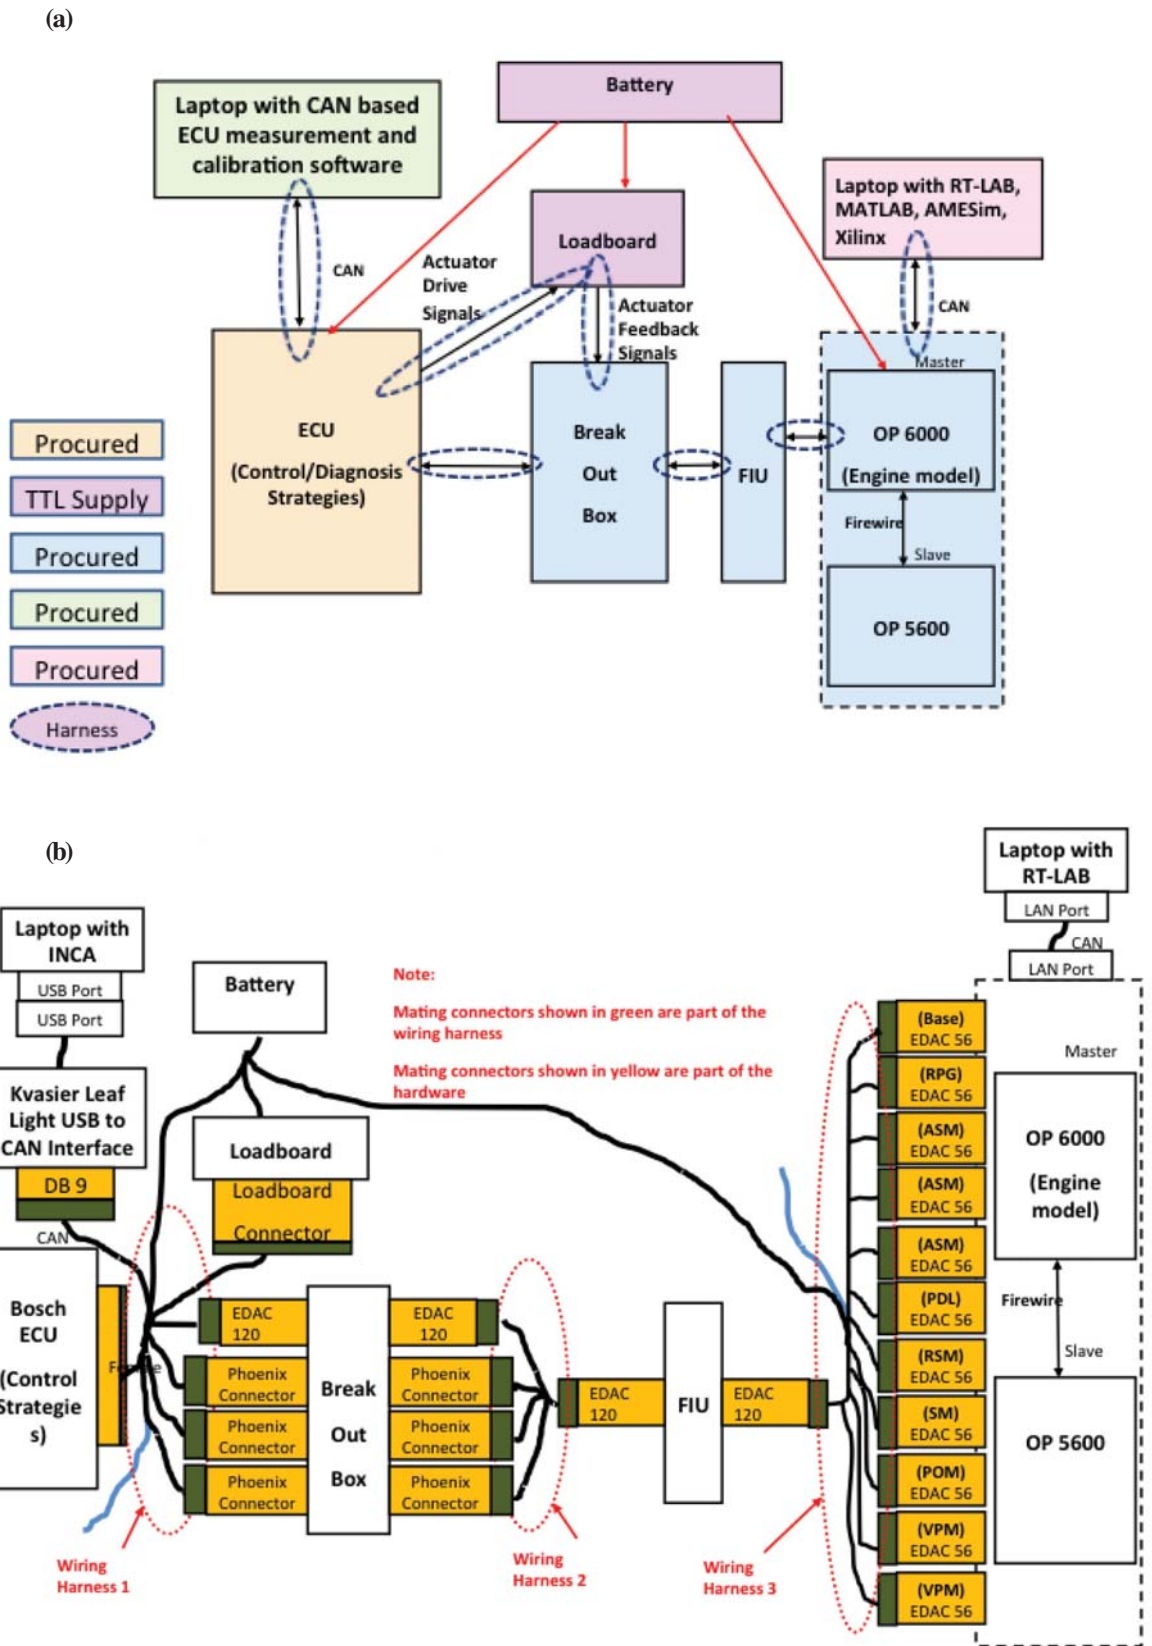 (a)
Battery
Laptop with CAN based
ECU measurement and
calibration software
Laptop with RT-LAB,
MATLAB, AMESim,
Xilinx
Loadboard
CAN
Actuator
Drive
Signals
Actuator
Feedback
Signals
CAN
Master
ECU
(Control/Diagnosis
Strategies)
Break
Out
Box
FIU
OP 6000
(Engine model)
Firewire
Slave
OP 5600
Procured
TTL Supply
Procured
Procured
Procured
Harness
(b)
Laptop with
RT-LAB
LAN Port
CAN
LAN Port
Laptop with
INCA
USB Port
USB Port
Battery
Note:
Mating connectors shown in green are part of the
wiring harness
Mating connectors shown in yellow are part of the
hardware
Kvasier Leaf
Light USB to
CAN Interface
DB 9
CAN
Loadboard
Loadboard
Connector
Bosch
ECU
(Control
Strategie
s)
EDAC
120
Phoenix
Connector
Phoenix
Connector
Phoenix
Connector
Break
Out
Box
EDAC
120
Phoenix
Connector
Phoenix
Connector
Phoenix
Connector
EDAC
120
FIU
EDAC
120
(Base)
EDAC 56
(RPG)
EDAC 56
(ASM)
EDAC 56
(ASM)
EDAC 56
(ASM)
EDAC 56
(PDL)
EDAC 56
(RSM)
EDAC 56
(SM)
EDAC 56
(POM)
EDAC 56
(VPM)
EDAC 56
(VPM)
EDAC 56
Master
OP 6000
(Engine
model)
Firewire
Slave
OP 5600
Wiring
Harness 1
Wiring
Harness 2
Wiring
Harness 3